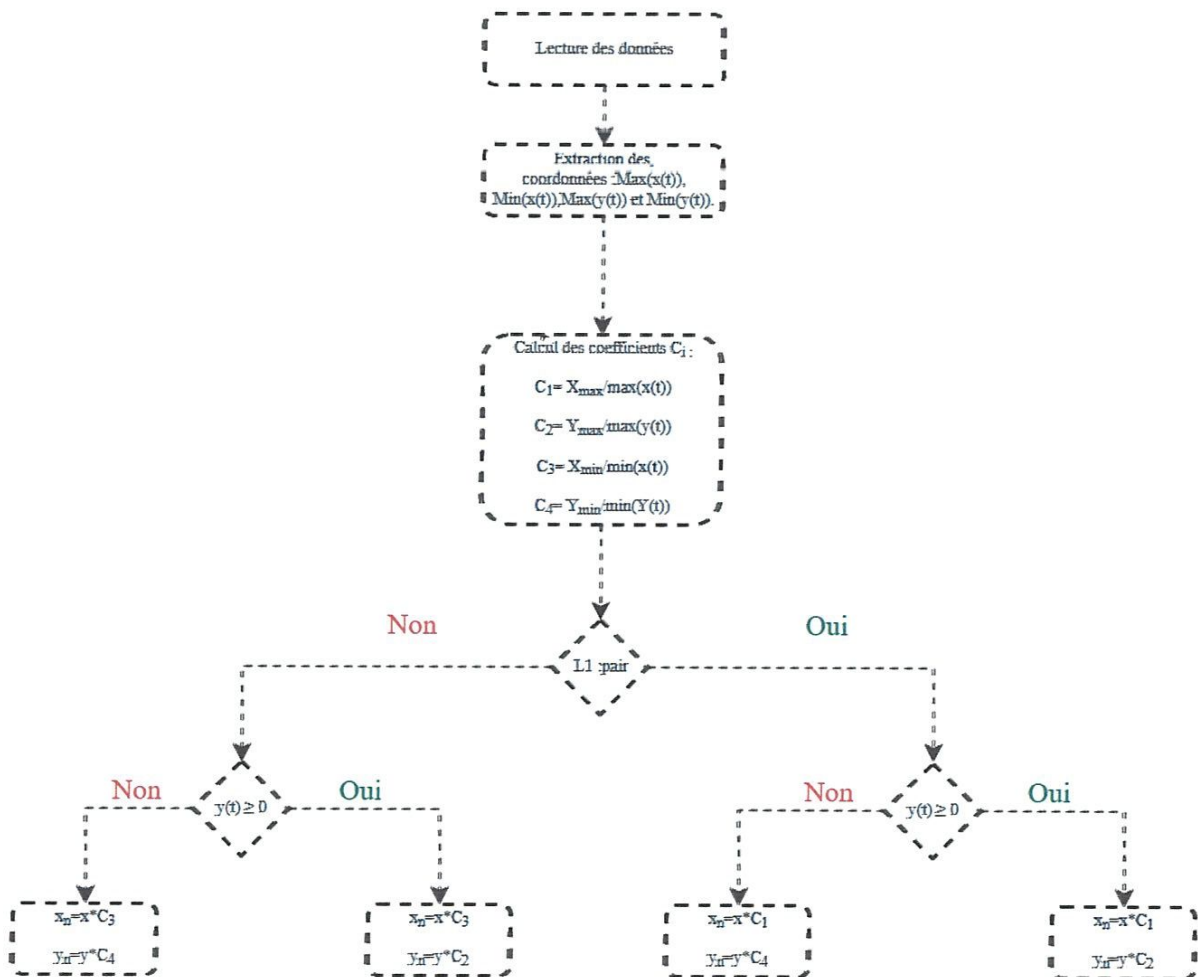 Lecture des données
Extraction des
coordonnées :Max(x(t)),
Min(x(t)),Max(y(t)) et Min(y(t)).
Calcul des coefficients Ci :
C1= Xmax/max(x(t))
C2= Ymax/max(y(t))
C3= Xmin/min(x(t))
C4= Ymin/min(Y(t))
Non
Oui
L1 :pair
Non
Oui
Non
Oui
y(t) ≥ 0
y(t) ≥ 0
xn=x*C3
yn=y*C4
xn=x*C3
yn=y*C2
xn=x*C1
yn=y*C4
xn=x*C1
yn=y*C2